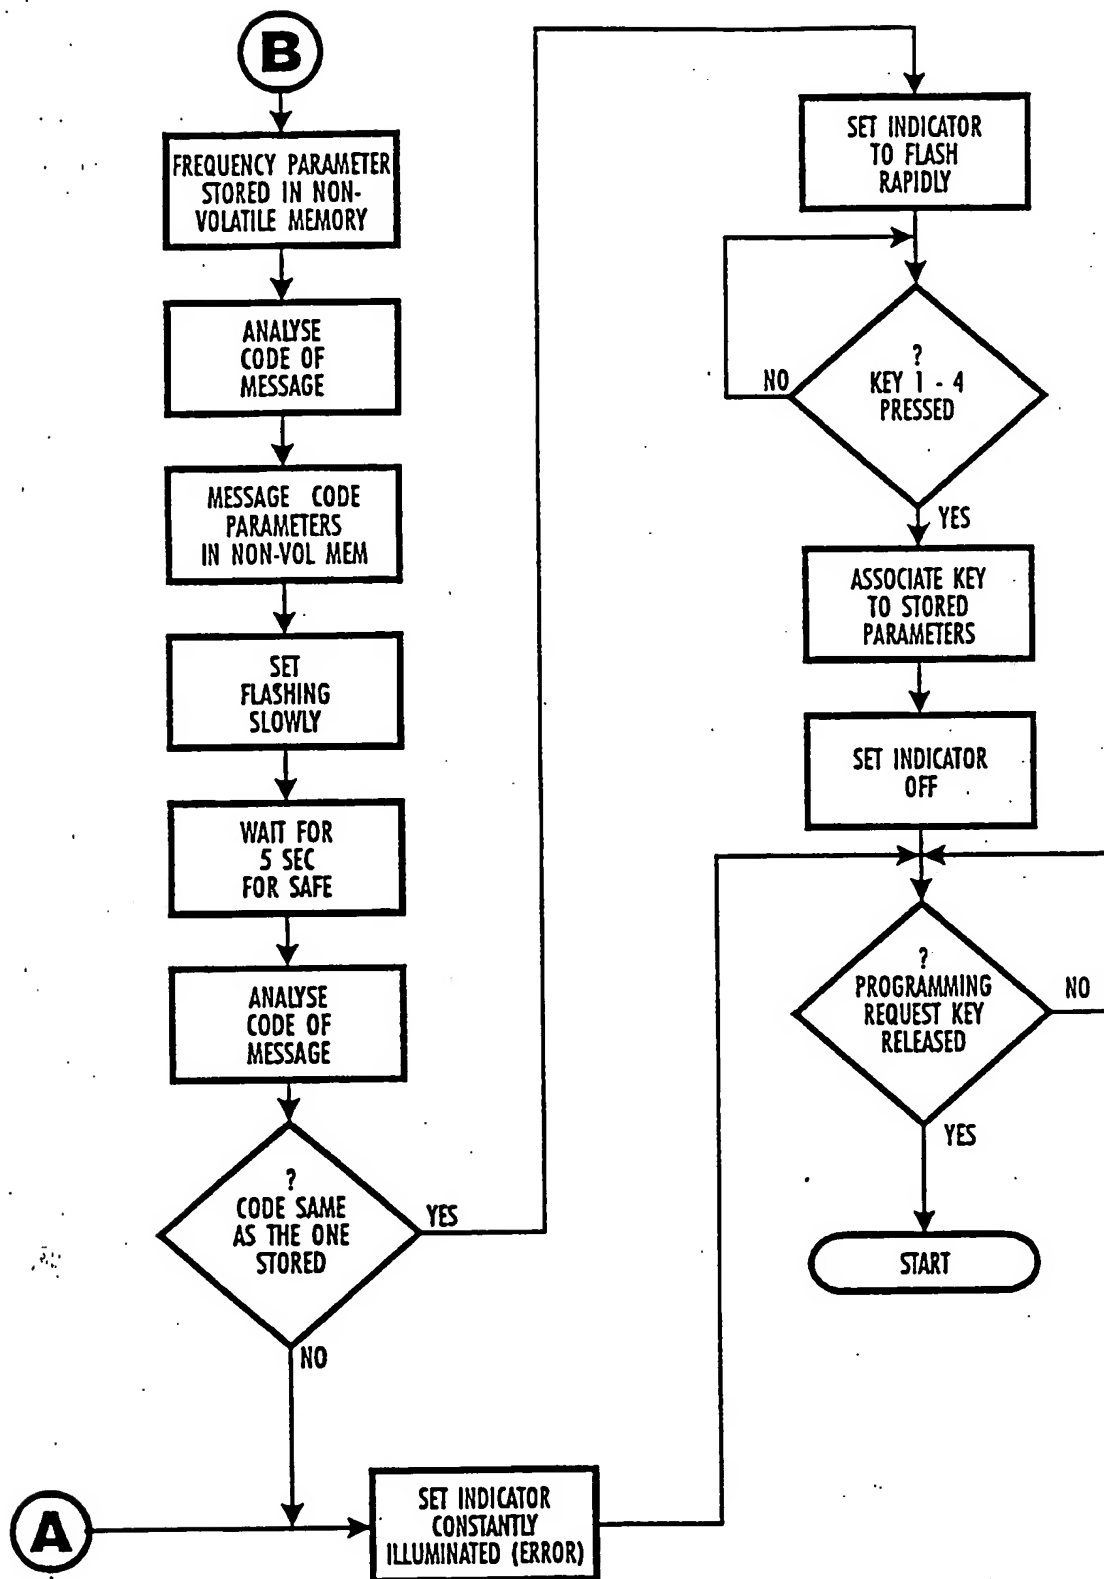 B
FREQUENCY PARAMETER
STORED IN NON-
VOLATILE MEMORY
ANALYSE
CODE OF
MESSAGE
MESSAGE CODE
PARAMETERS
IN NON-VOL MEM
SET
FLASHING
SLOWLY
WAIT FOR
5 SEC
FOR SAFE
ANALYSE
CODE OF
MESSAGE
?
CODE SAME
AS THE ONE
STORED
YES
NO
A
SET INDICATOR
CONSTANTLY
ILLUMINATED (ERROR)
SET INDICATOR
TO FLASH
RAPIDLY
?
KEY 1 - 4
PRESSED
NO
YES
ASSOCIATE KEY
TO STORED
PARAMETERS
SET INDICATOR
OFF
?
PROGRAMMING
REQUEST KEY
RELEASED
NO
YES
START